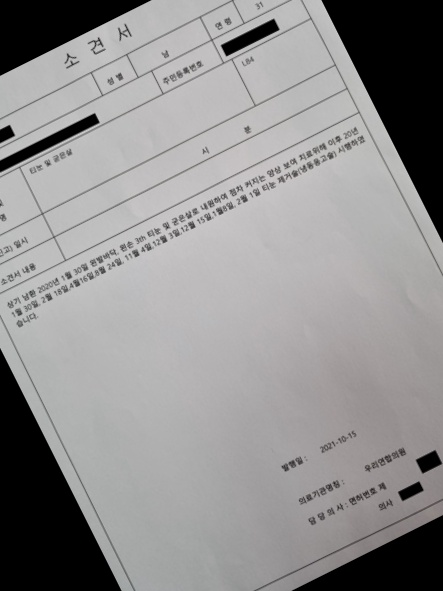 소 견 서
성 별 남 연 령 31
주민등록번호
티눈 및 굳은살 L84
명
시 분
고) 일시
소견서 내용
상기 남환 2020년 1월 30일 왼발바닥, 왼손 3th 티눈 및 굳은살로 내원하여 점차 커지는 양상 보여 치료위해 이후 20년
1월 30일, 2월 18일,4월16일,8월 24일, 11월 4일,12월 3일,12월 15일,1월8일, 2월 1일 티눈 제거술(냉동응고술) 시행하였
습니다.
발행일 : 2021-10-15
의료기관명칭 : 우리연합의원
담 당 의 사 : 면허번호 제
의사